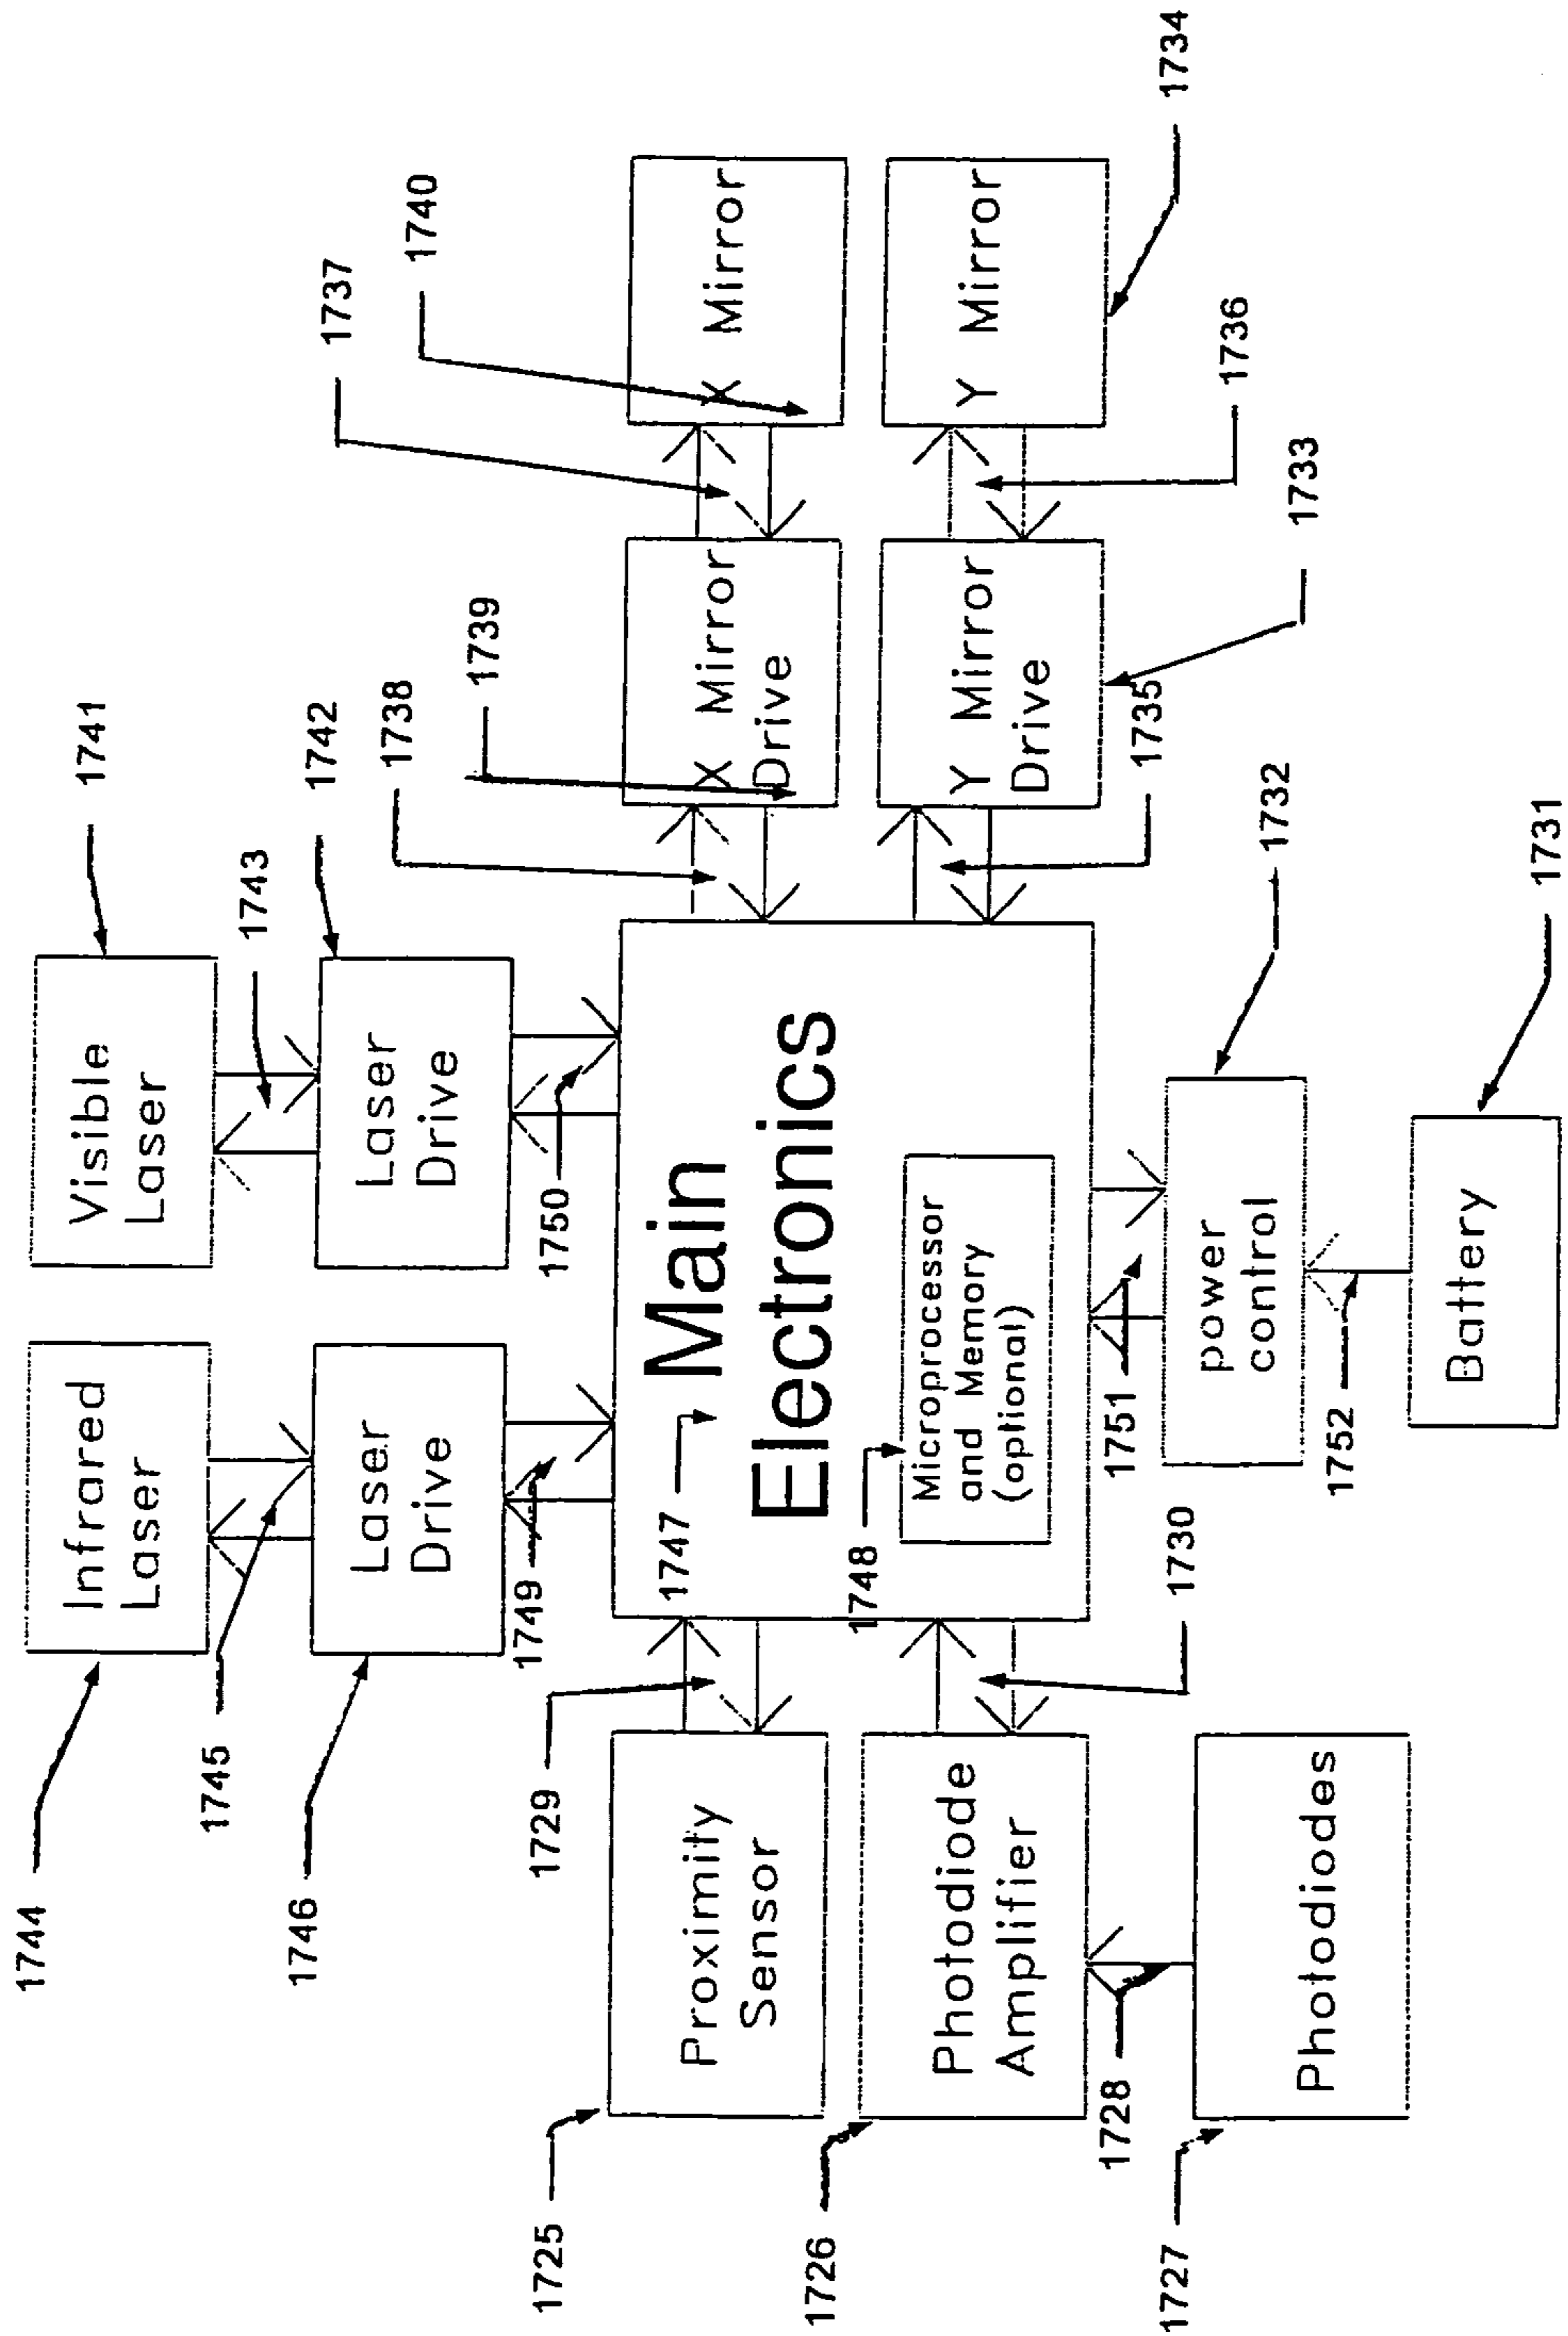 1744
1745
1746
Infrared
Laser
Laser
Drive
1749
1741
1743
1742
Visible
Laser
Laser
Drive
1750
1725
Proximity
Sensor
1729
1726
Photodiode
Amplifier
1730
1728
1727
Photodiodes
1747
Main
Electronics
1748
Microprocessor
and Memory
(optional)
1738
1739
X Mirror
Drive
1737
1740
X Mirror
1735
Y Mirror
Drive
1733
1736
Y Mirror
1734
1751
power
control
1732
1752
Battery
1731